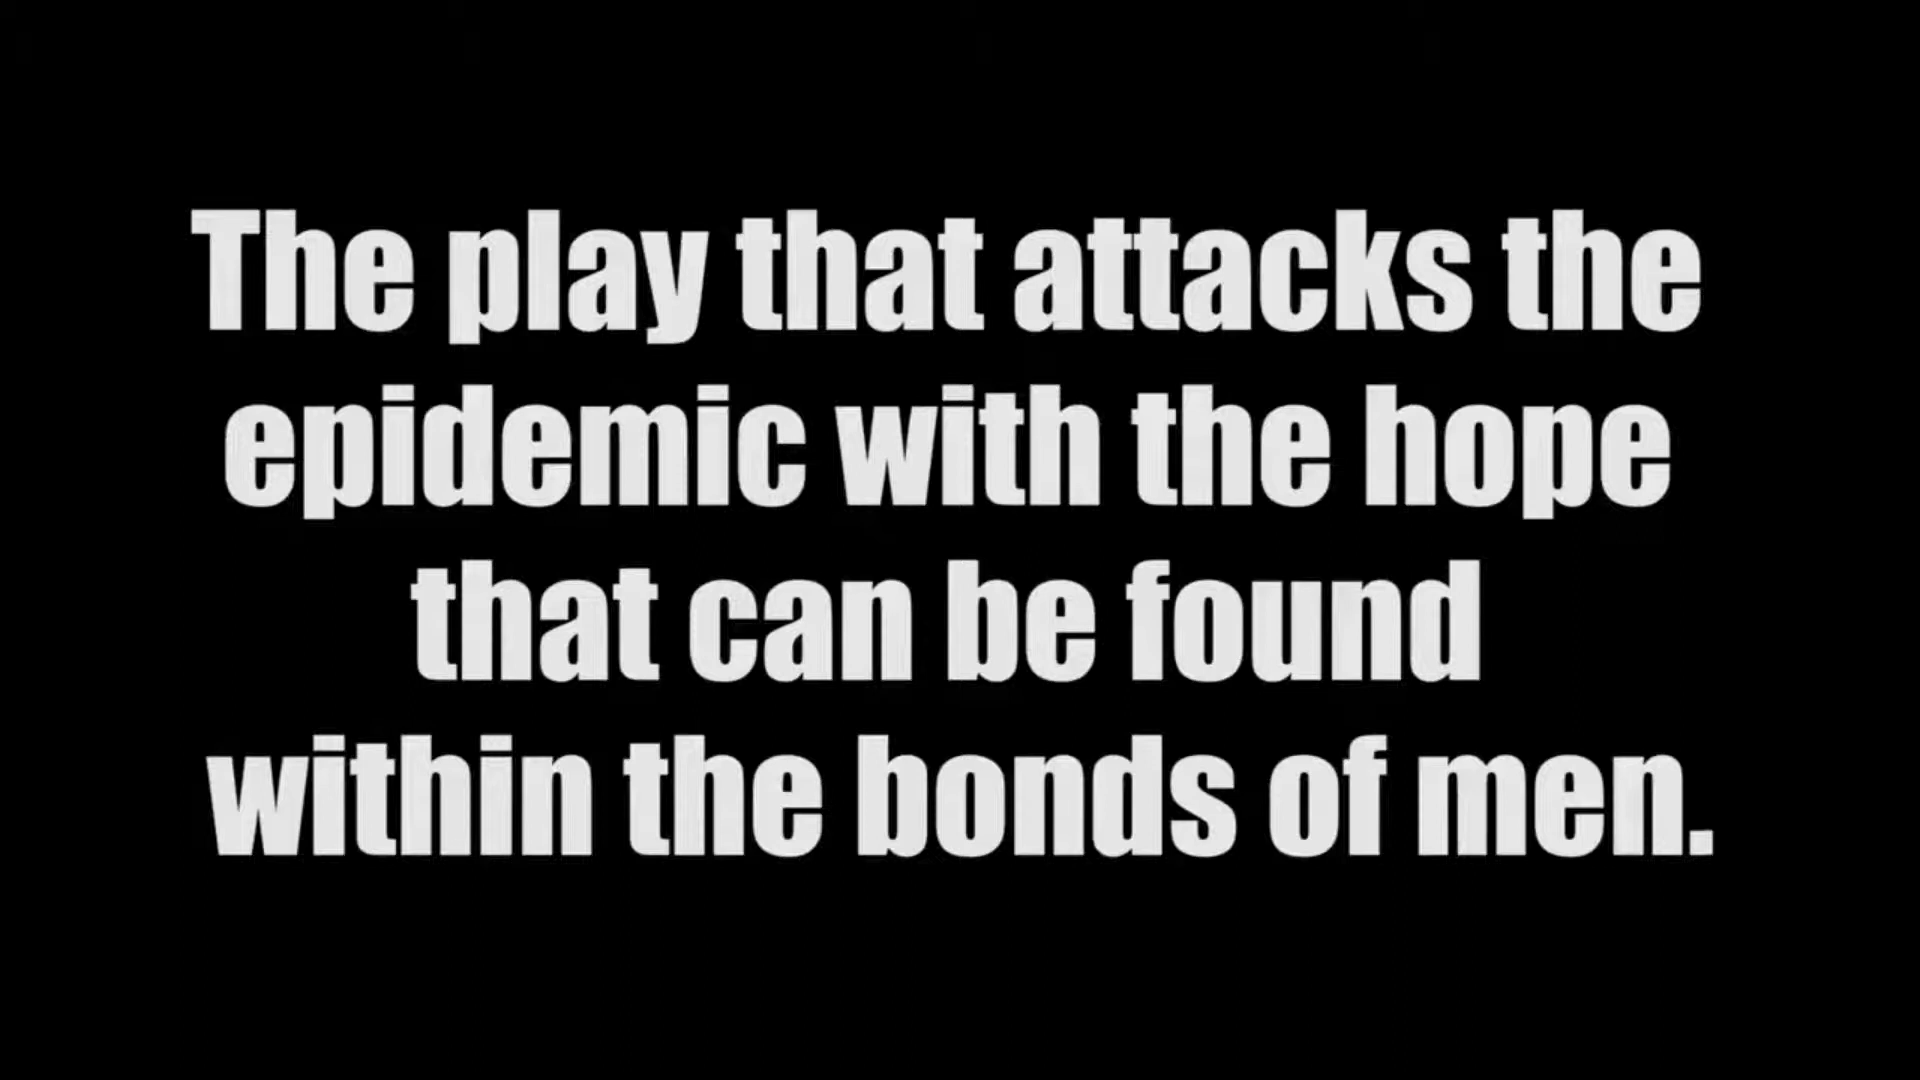 The play that attacks the
epidemic with the hope
that can be found
within the bonds of men.